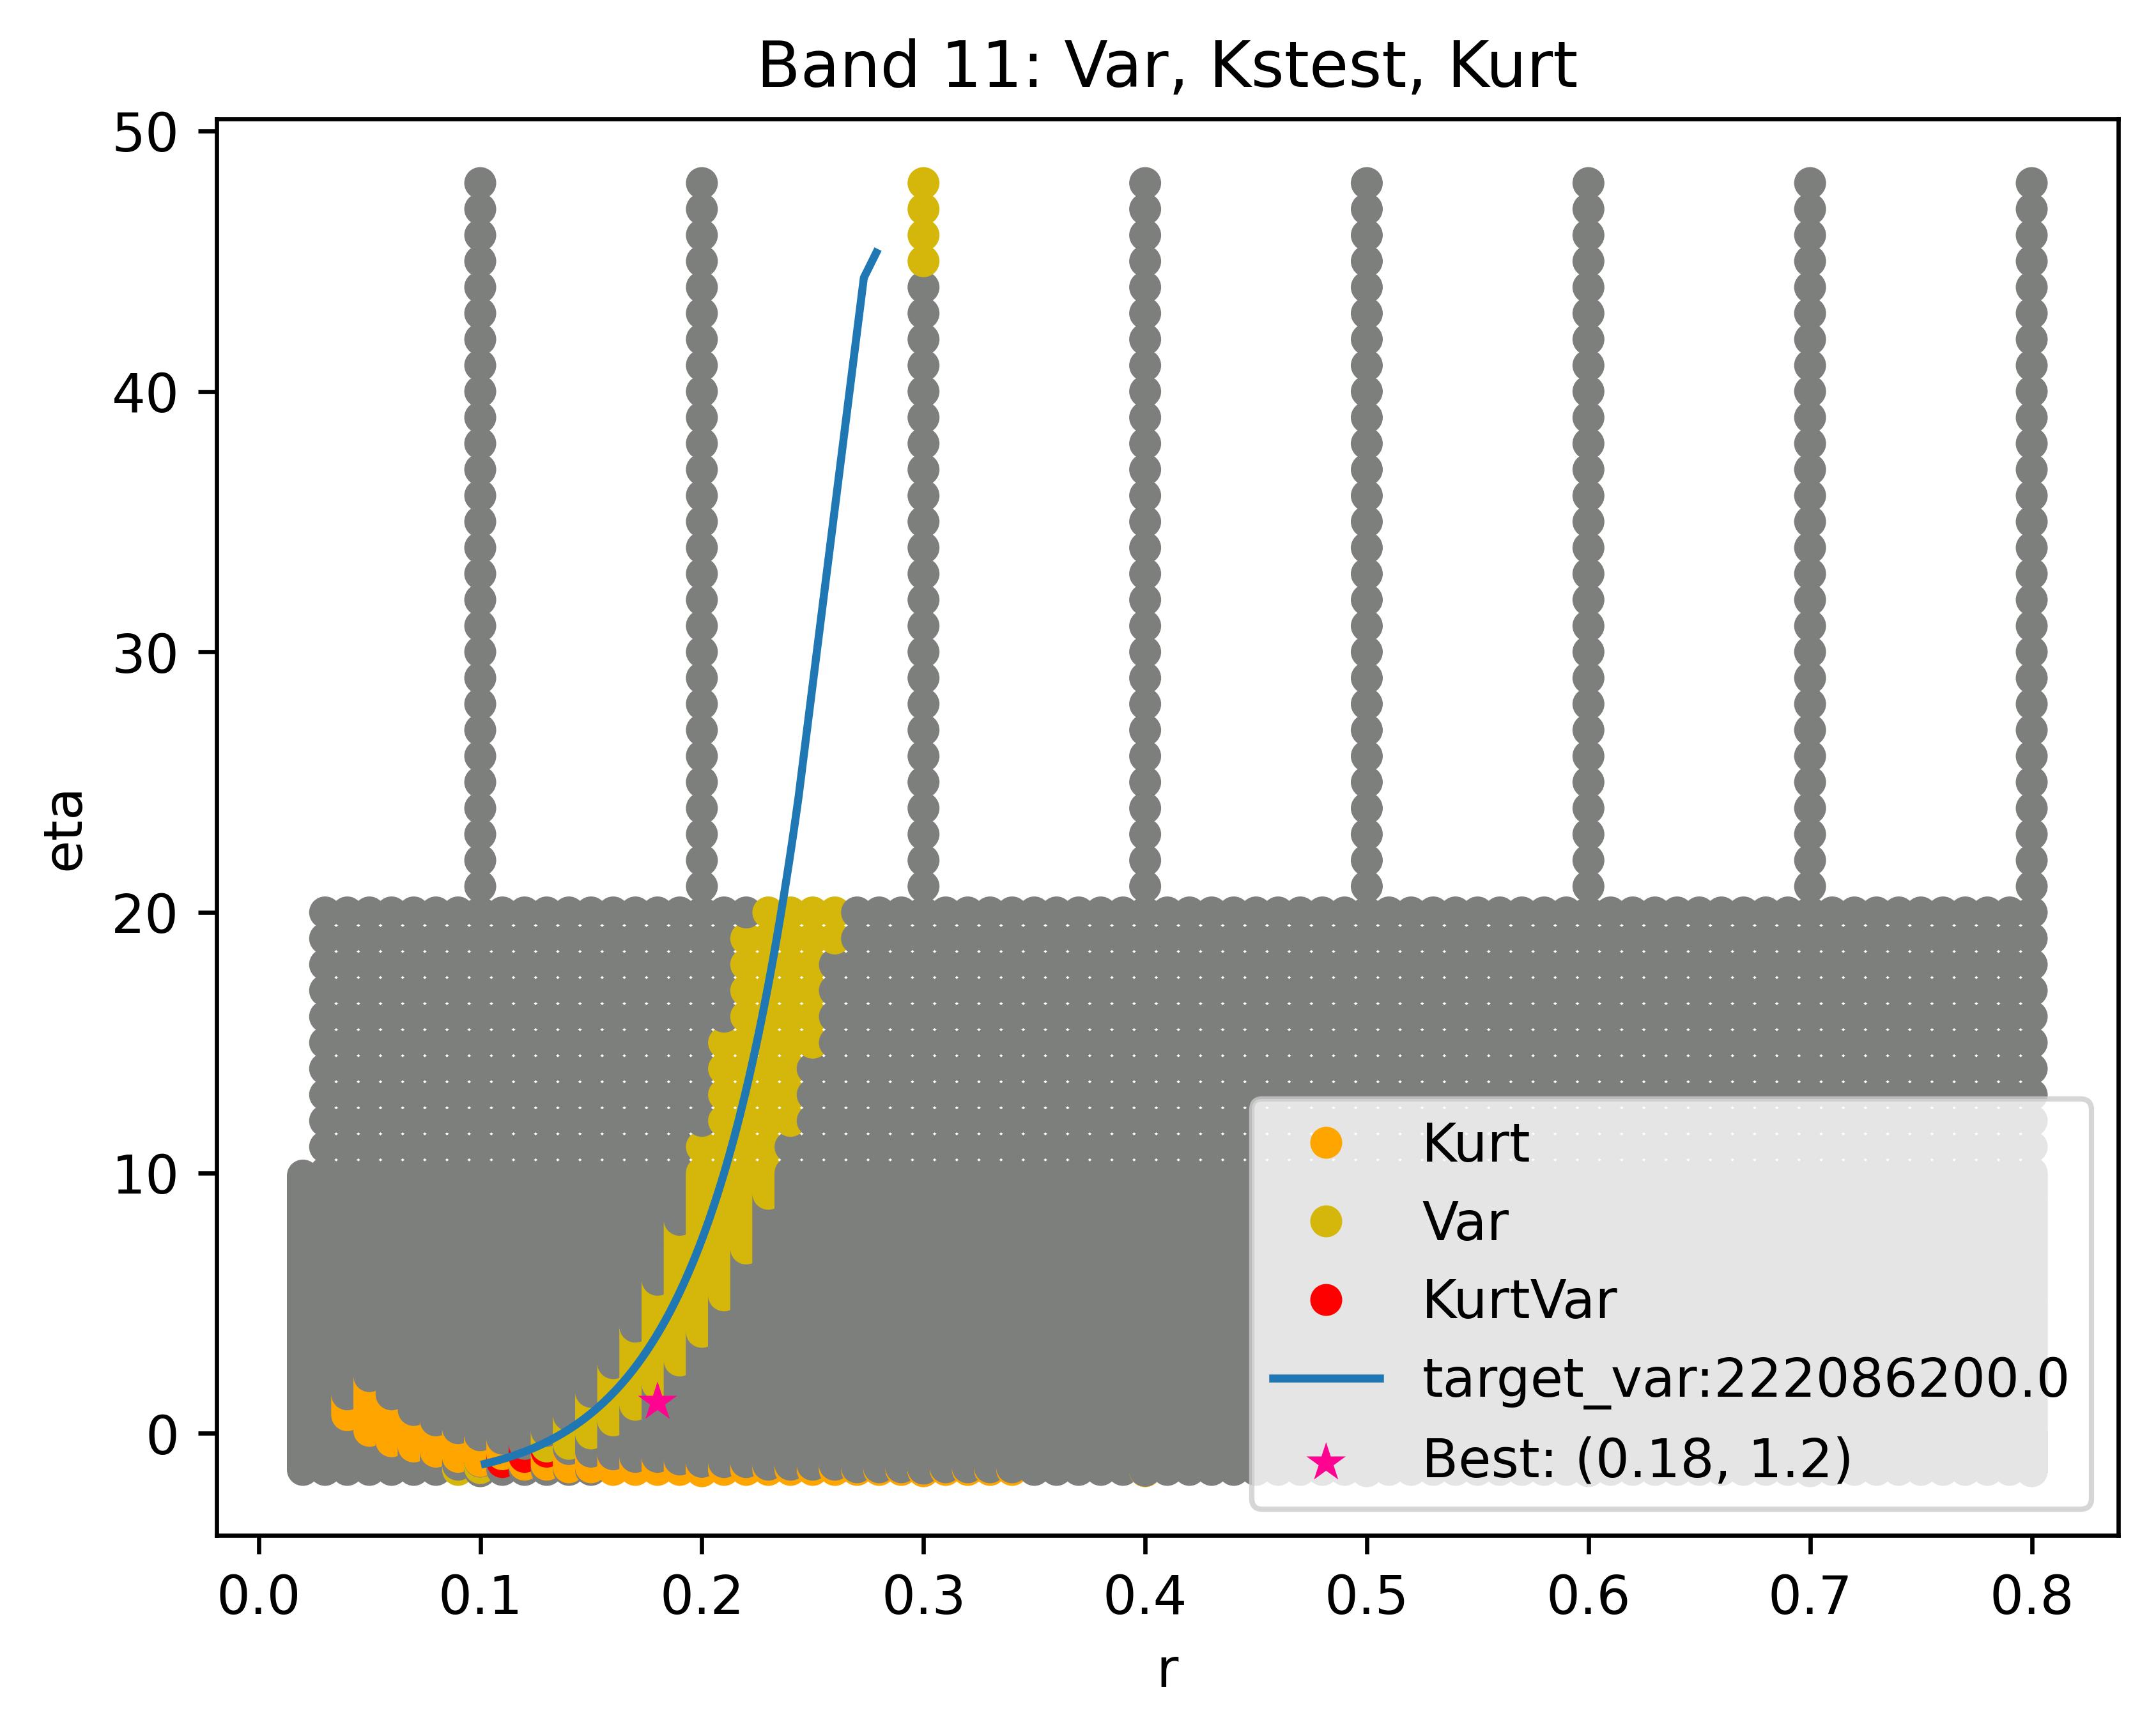 Band 11: Var, Kstest, Kurt
50
40
30
20
10
0
eta
Kurt
Var
KurtVar
target_var:222086200.0
Best: (0.18, 1.2)
0.0 0.1 0.2 0.3 0.4 0.5 0.6 0.7 0.8
r